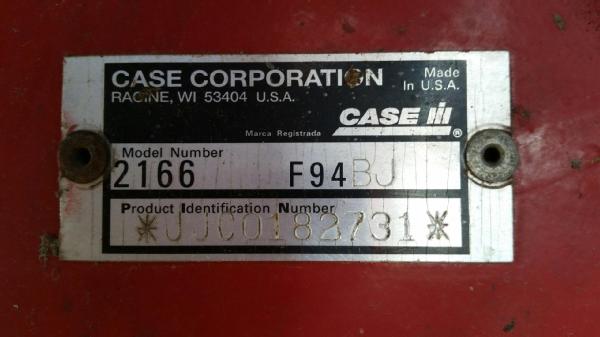 CASE CORPORATION
RACINE, WI 53404 U.S.A.
Made
In U.S.A.
CASE IH
®
Marca Registrada
Model Number
2166 F94BJ
Product Identification Number
*JJC0182731*